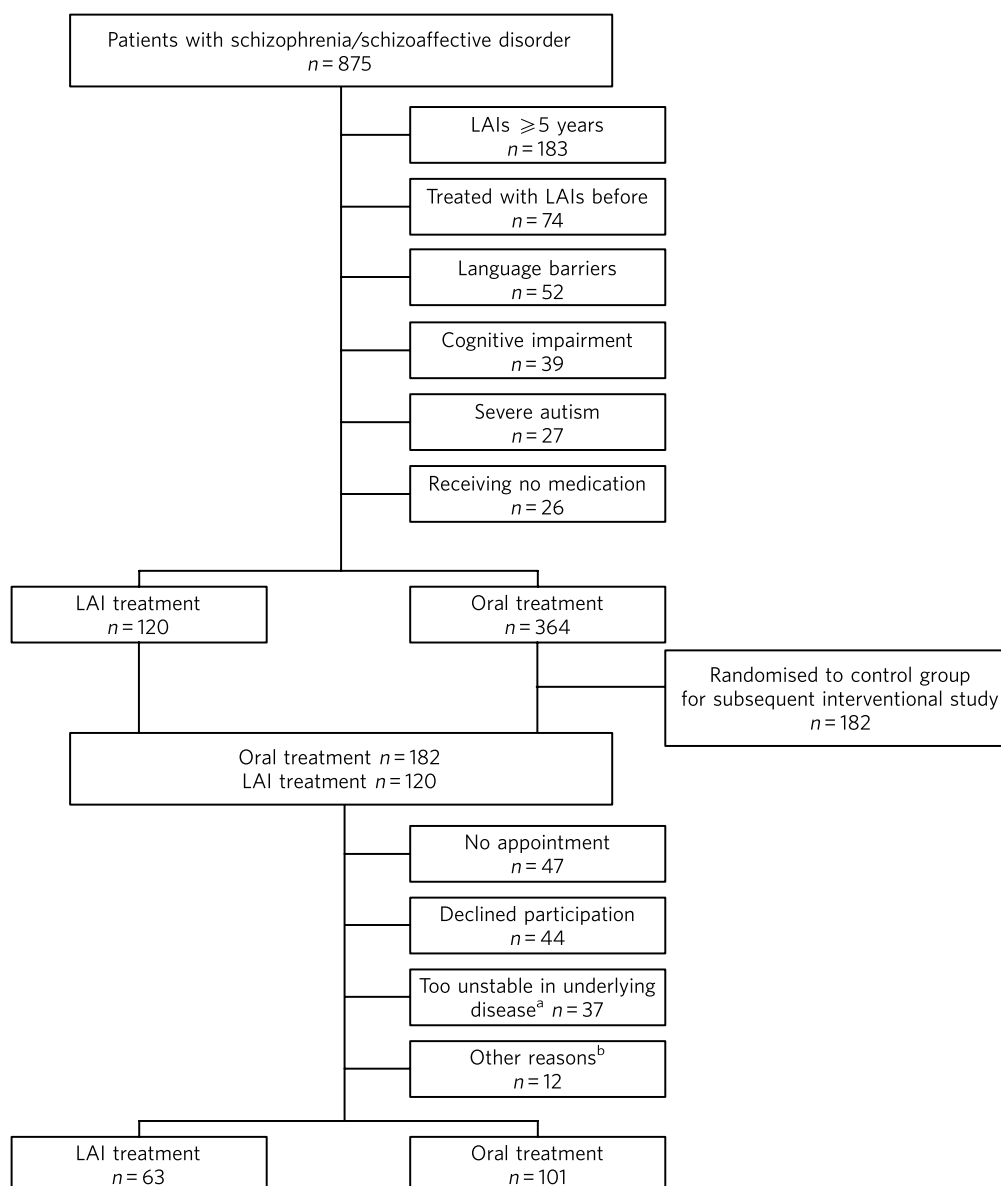 Patients with schizophrenia/schizoaffective disorder
n = 875
LAIs ⩾5 years
n = 183
Treated with LAIs before
n = 74
Language barriers
n = 52
Cognitive impairment
n = 39
Severe autism
n = 27
Receiving no medication
n = 26
LAI treatment
n = 120
Oral treatment
n = 364
Randomised to control group
for subsequent interventional study
n = 182
Oral treatment n = 182
LAI treatment n = 120
No appointment
n = 47
Declined participation
n = 44
Too unstable in underlying
diseaseᵃ n = 37
Other reasonsᵇ
n = 12
LAI treatment
n = 63
Oral treatment
n = 101